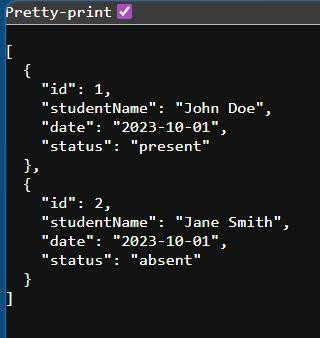 Pretty-print
[
  {
    "id": 1,
    "studentName": "John Doe",
    "date": "2023-10-01",
    "status": "present"
  },
  {
    "id": 2,
    "studentName": "Jane Smith",
    "date": "2023-10-01",
    "status": "absent"
  }
]